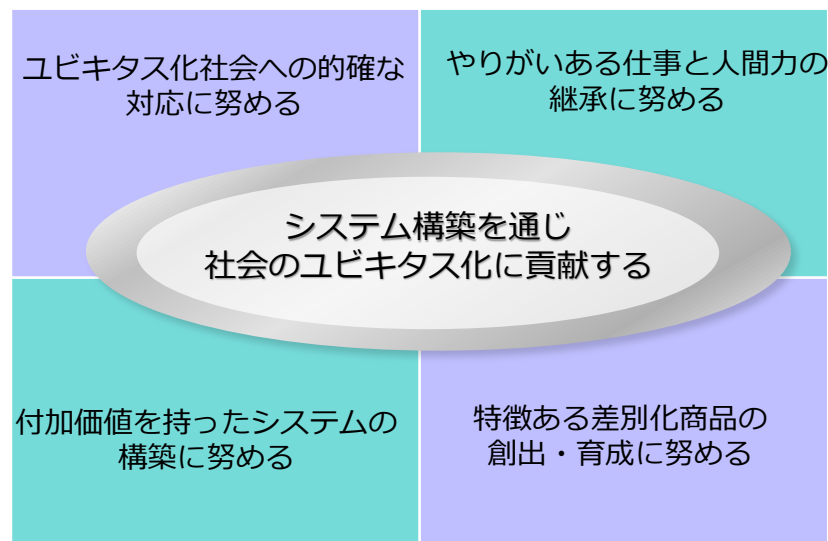 ユビキタス化社会への的確な
対応に努める
やりがいある仕事と人間力の
継承に努める
システム構築を通じ
社会のユビキタス化に貢献する
付加価値を持ったシステムの
構築に努める
特徴ある差別化商品の
創出・育成に努める